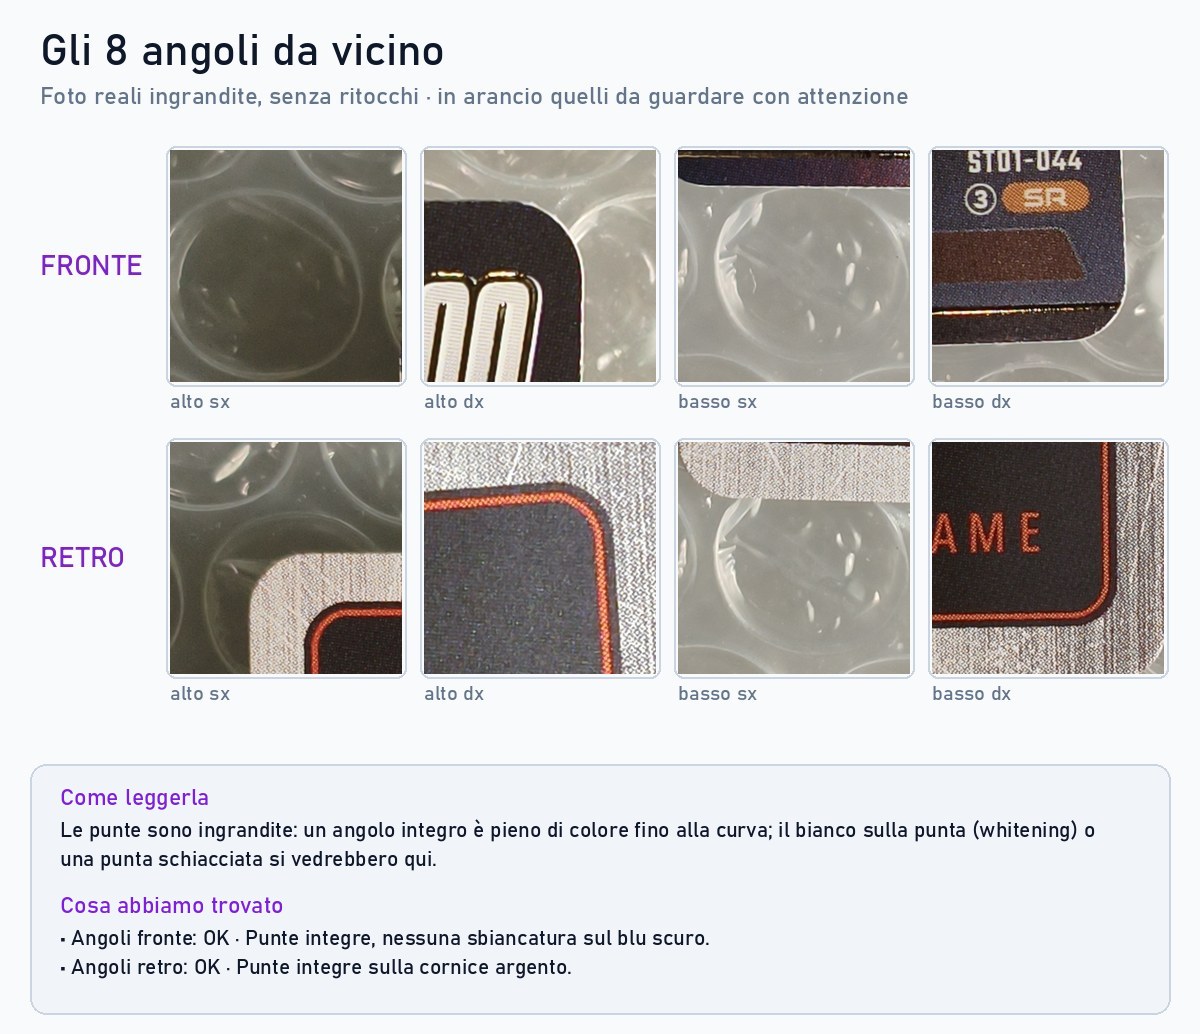 Gli 8 angoli da vicino
Foto reali ingrandite, senza ritocchi · in arancio quelli da guardare con attenzione
FRONTE
ST01-044
3 SR
alto sx
alto dx
basso sx
basso dx
RETRO
AME
alto sx
alto dx
basso sx
basso dx
Come leggerla
Le punte sono ingrandite: un angolo integro è pieno di colore fino alla curva; il bianco sulla punta (whitening) o
una punta schiacciata si vedrebbero qui.
Cosa abbiamo trovato
· Angoli fronte: OK · Punte integre, nessuna sbiancatura sul blu scuro.
· Angoli retro: OK · Punte integre sulla cornice argento.